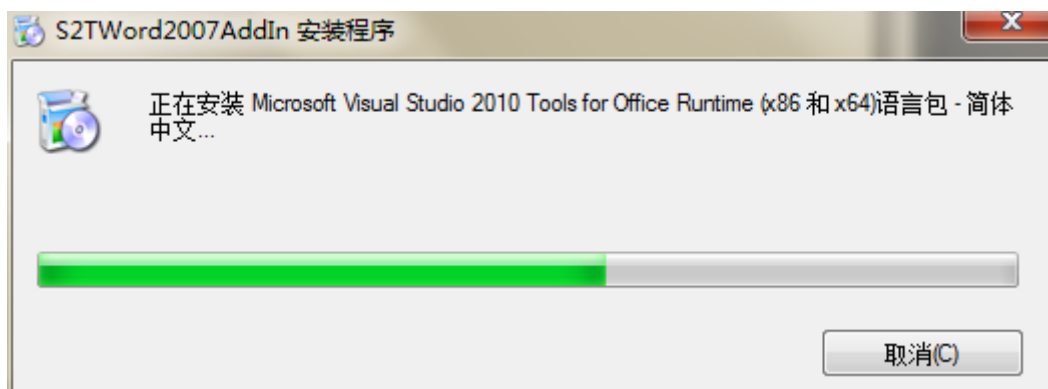 S2TWord2007AddIn 安装程序
正在安装 Microsoft Visual Studio 2010 Tools for Office Runtime (x86 和 x64)语言包 - 简体
中文...
取消(C)